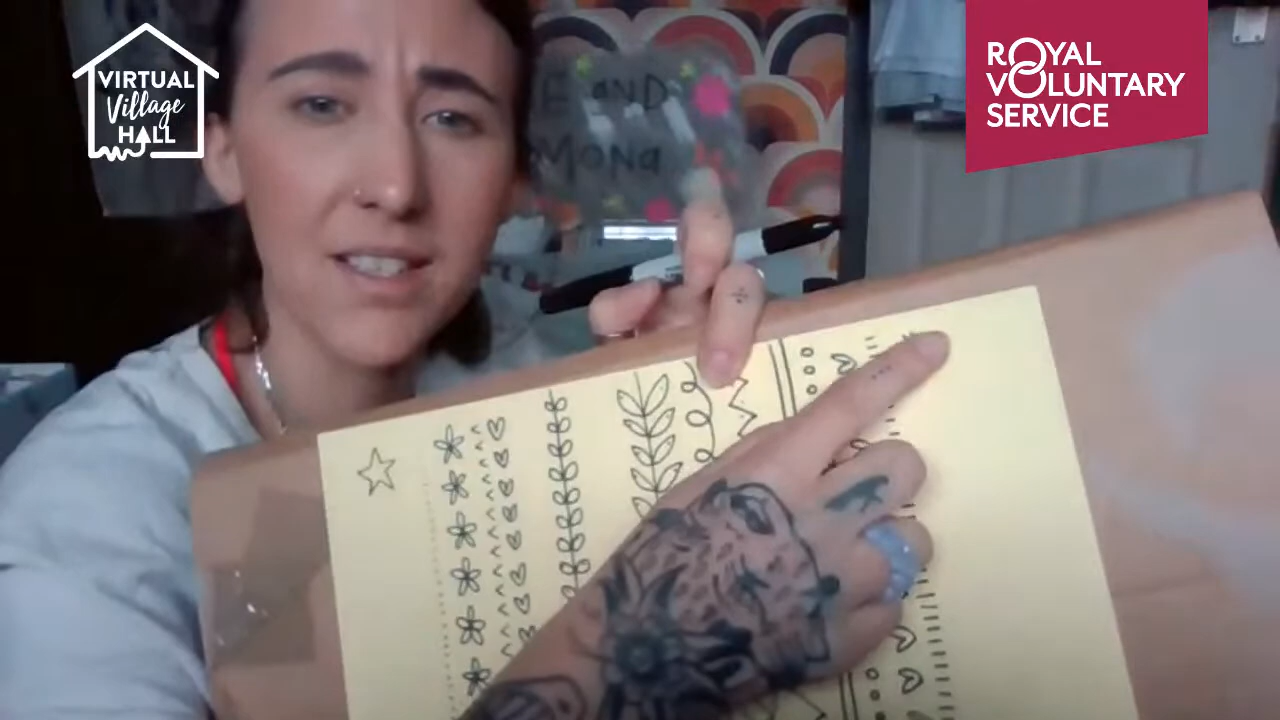 VIRTUAL
Village
HALL
ROYAL
VOLUNTARY
SERVICE
E AND
MONA